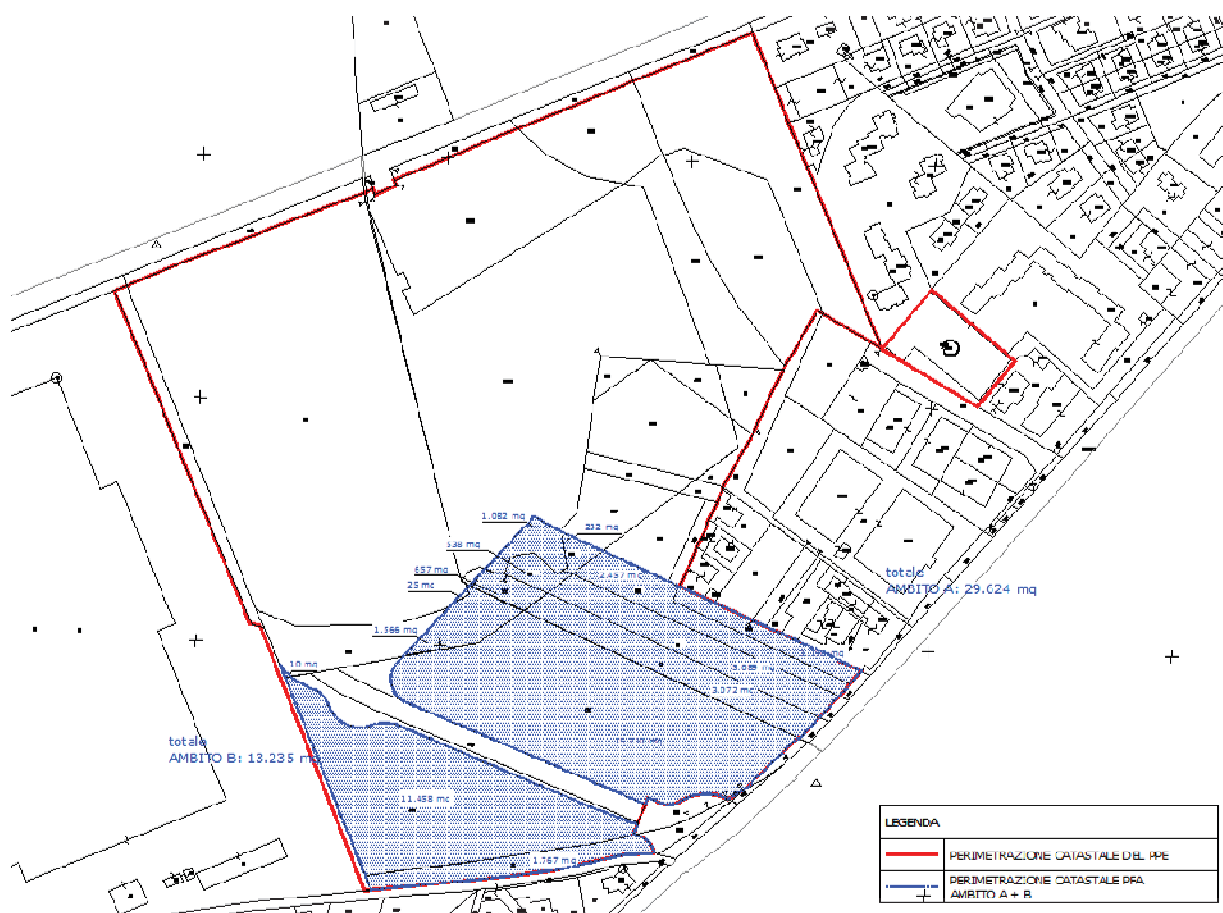 1.082 mq
232 mq
538 mq
657 mq
25 mq
1.566 mq
10 mq
3.072 mq
totale
AMBITO A: 29.024 mq
totale
AMBITO B: 13.235 mq
11.458 mq
1.767 mq
LEGENDA
PERIMETRAZIONE CATASTALE DEL PPE
PERIMETRAZIONE CATASTALE PFA
AMBITO A + B